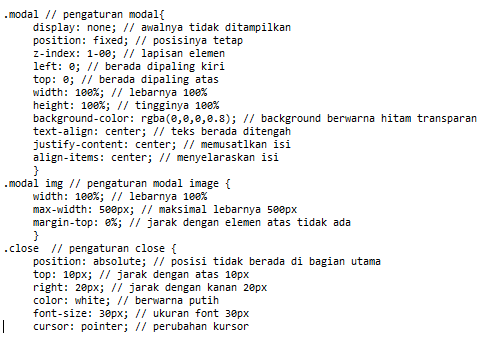 .modal // pengaturan modal{
display: none; // awalnya tidak ditampilkan
position: fixed; // posisinya tetap
z-index: 1-00; // lapisan elemen
left: 0; // berada dipaling kiri
top: 0; // berada dipaling atas
width: 100%; // lebarnya 100%
height: 100%; // tingginya 100%
background-color: rgba(0,0,0,0.8); // background berwarna hitam transparan
text-align: center; // teks berada ditengah
justify-content: center; // memusatlkan isi
align-items: center; // menyelaraskan isi
}
.modal img // pengaturan modal image {
width: 100%; // lebarnya 100%
max-width: 500px; // maksimal lebarnya 500px
margin-top: 0%; // jarak dengan elemen atas tidak ada
}
.close  // pengaturan close {
position: absolute; // posisi tidak berada di bagian utama
top: 10px; // jarak dengan atas 10px
right: 20px; // jarak dengan kanan 20px
color: white; // berwarna putih
font-size: 30px; // ukuran font 30px
cursor: pointer; // perubahan kursor